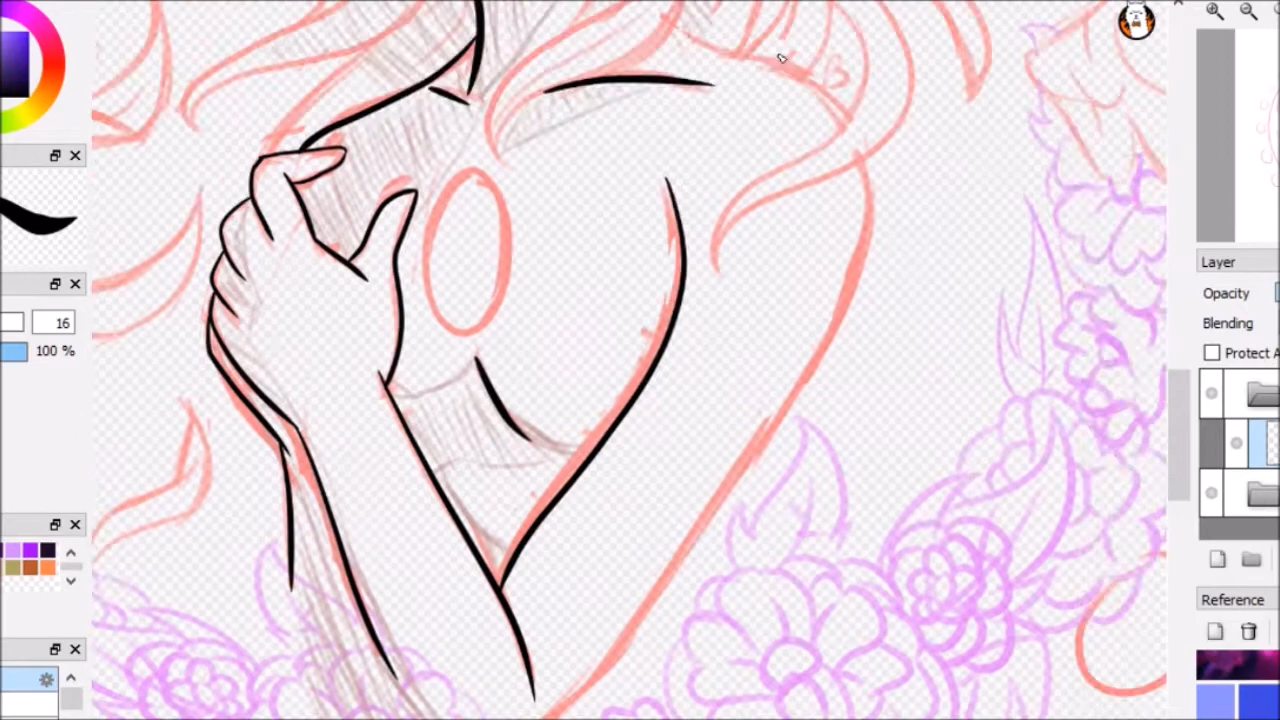 16
100 %
Layer
Opacity
Blending
Protect A
Reference